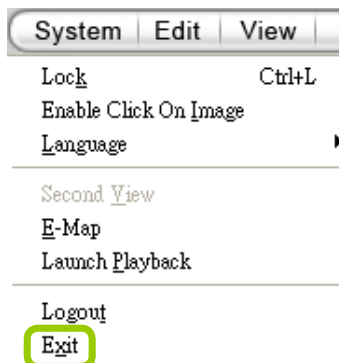 System Edit View
Lock Ctrl+L
Enable Click On Image
Language
Second View
E-Map
Launch Playback
Logout
Exit